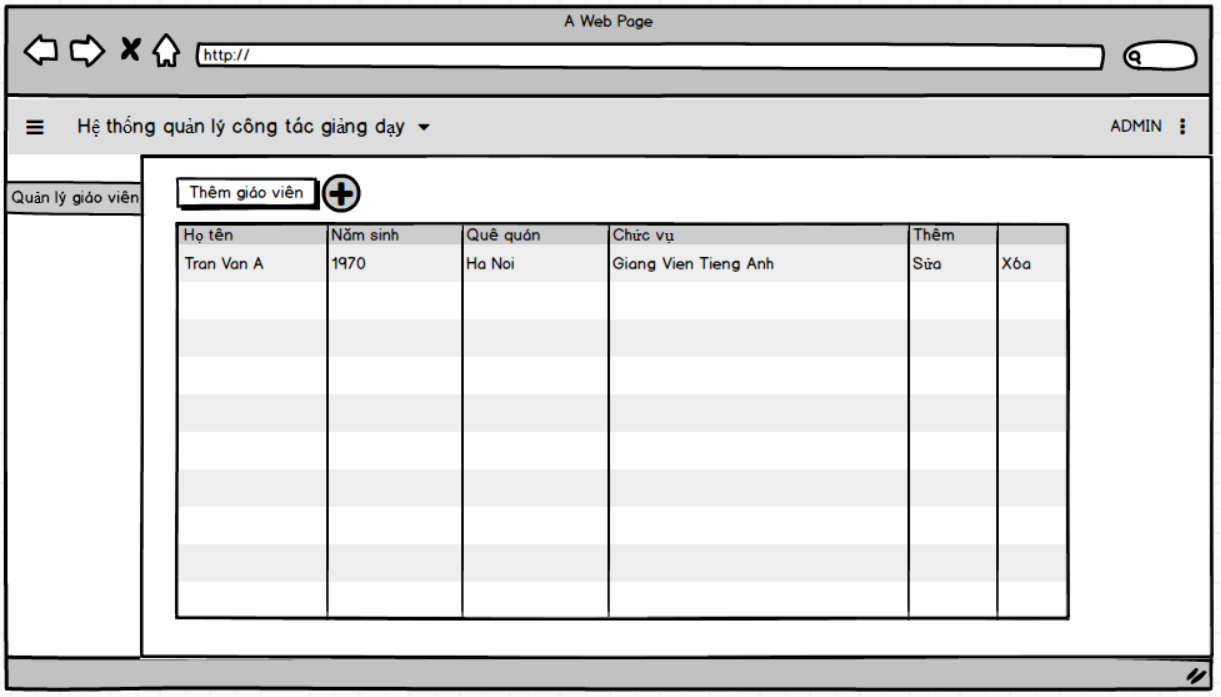 A Web Page
http://
Hệ thống quản lý công tác giảng dạy
ADMIN
Quản lý giáo viên
Thêm giáo viên
Họ tên Năm sinh Quê quán Chức vụ Thêm
Tran Van A 1970 Ha Noi Giang Vien Tieng Anh Sửa Xóa